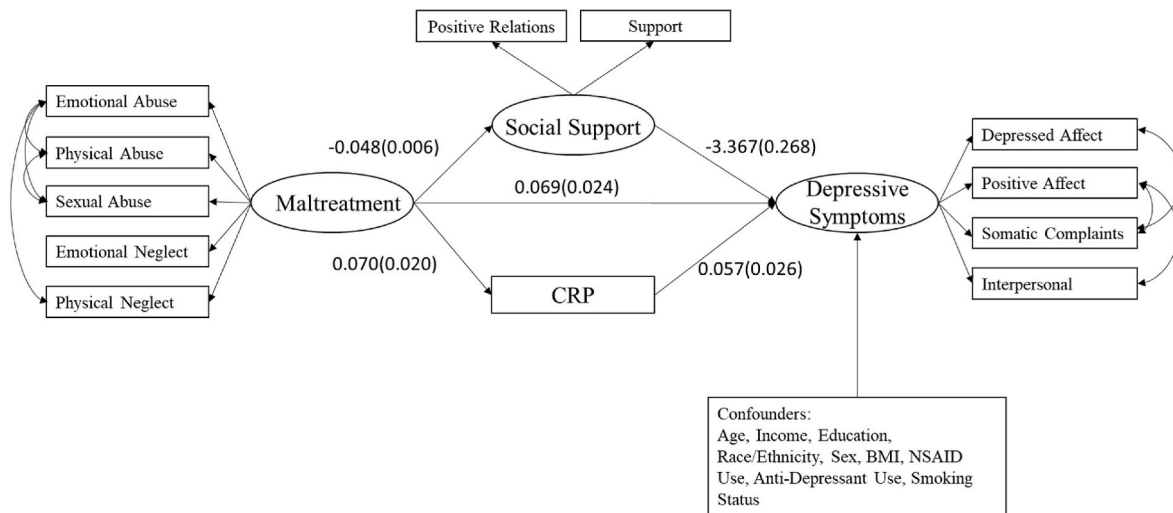 Positive Relations
Support
Emotional Abuse
Physical Abuse
Sexual Abuse
Emotional Neglect
Physical Neglect
Maltreatment
Social Support
-0.048(0.006)
-3.367(0.268)
0.069(0.024)
0.070(0.020)
0.057(0.026)
CRP
Depressive
Symptoms
Depressed Affect
Positive Affect
Somatic Complaints
Interpersonal
Confounders:
Age, Income, Education,
Race/Ethnicity, Sex, BMI, NSAID
Use, Anti-Depressant Use, Smoking
Status